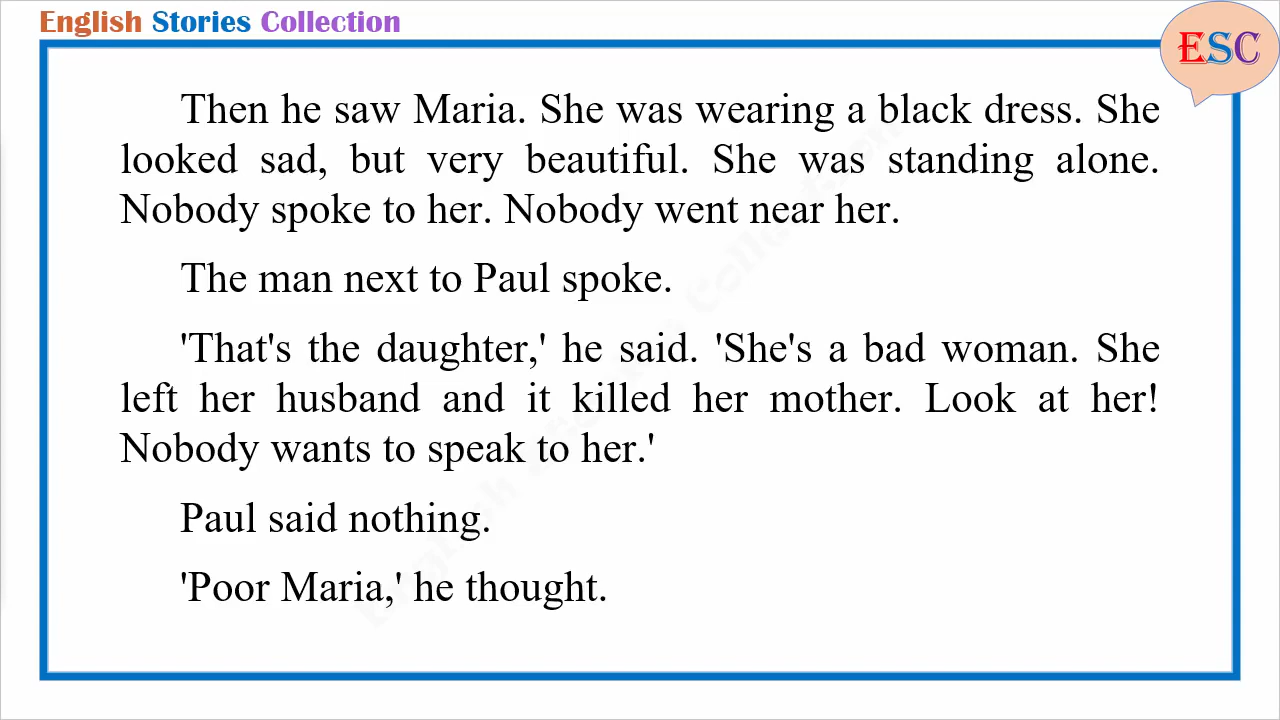 English Stories Collection
ESC
Then he saw Maria. She was wearing a black dress. She
looked sad, but very beautiful. She was standing alone.
Nobody spoke to her. Nobody went near her.
The man next to Paul spoke.
'That's the daughter,' he said. 'She's a bad woman. She
left her husband and it killed her mother. Look at her!
Nobody wants to speak to her.'
Paul said nothing.
'Poor Maria,' he thought.